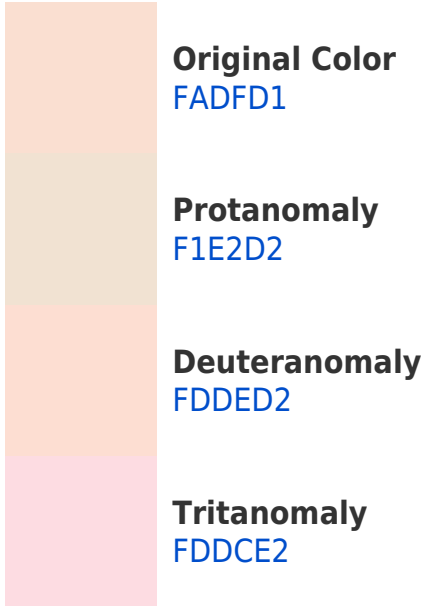 Original Color
FADFD1
Protanomaly
F1E2D2
Deuteranomaly
FDDED2
Tritanomaly
FDDCE2